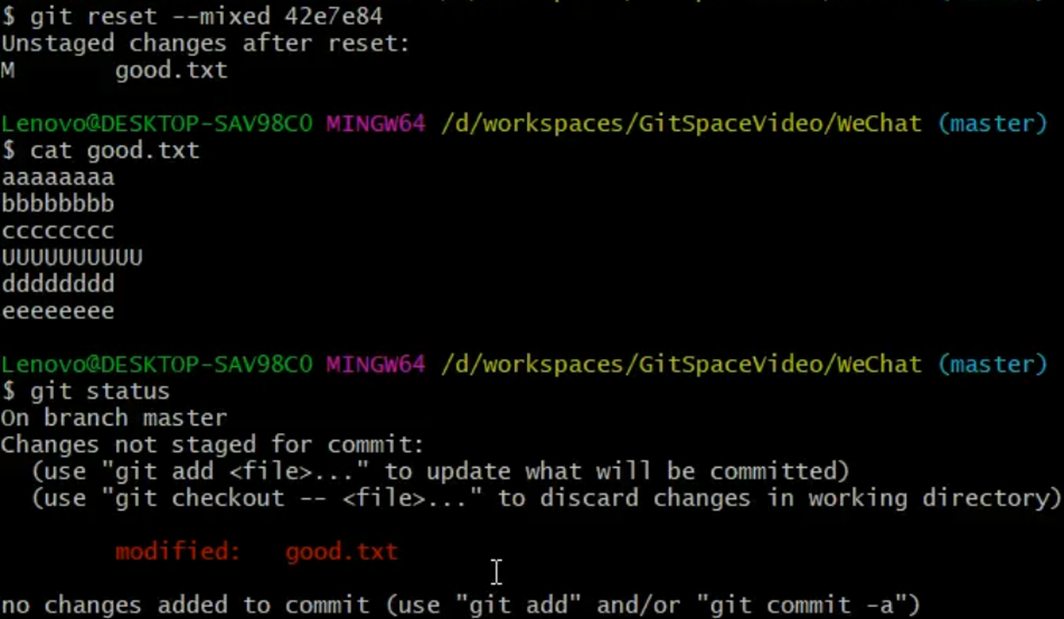 $ git reset --mixed 42e7e84
Unstaged changes after reset:
M       good.txt
Lenovo@DESKTOP-SAV98C0 MINGW64 /d/workspaces/GitSpaceVideo/WeChat (master)
$ cat good.txt
aaaaaaaa
bbbbbbbb
cccccccc
UUUUUUUUUU
dddddddd
eeeeeeee
Lenovo@DESKTOP-SAV98C0 MINGW64 /d/workspaces/GitSpaceVideo/WeChat (master)
$ git status
On branch master
Changes not staged for commit:
  (use "git add <file>..." to update what will be committed)
  (use "git checkout -- <file>..." to discard changes in working directory)
        modified:   good.txt
no changes added to commit (use "git add" and/or "git commit -a")